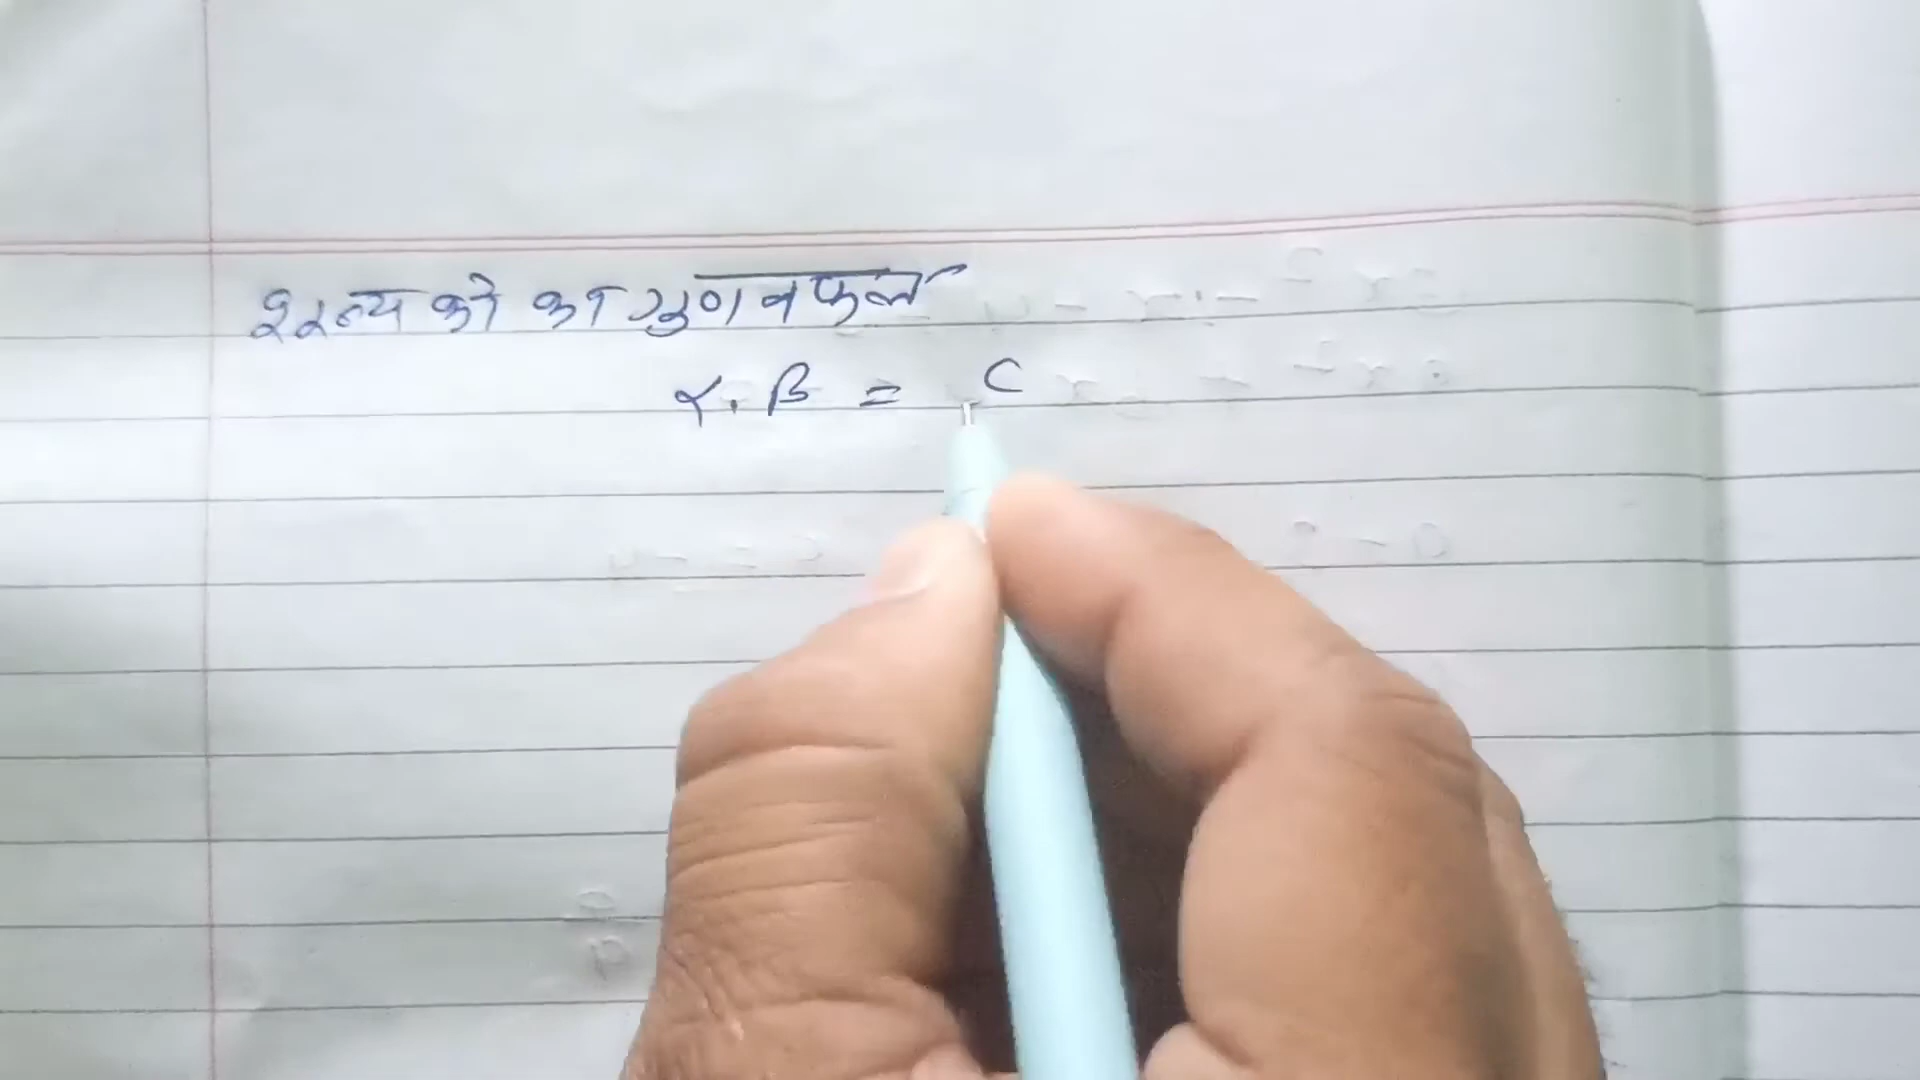 शून्यको का गुणनफल
α . β = C